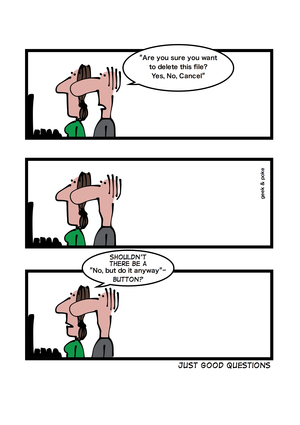 "Are you sure you want
to delete this file?
Yes, No, Cancel"
geek & poke
SHOULDN'T
THERE BE A
"No, but do it anyway"-
BUTTON?
JUST GOOD QUESTIONS